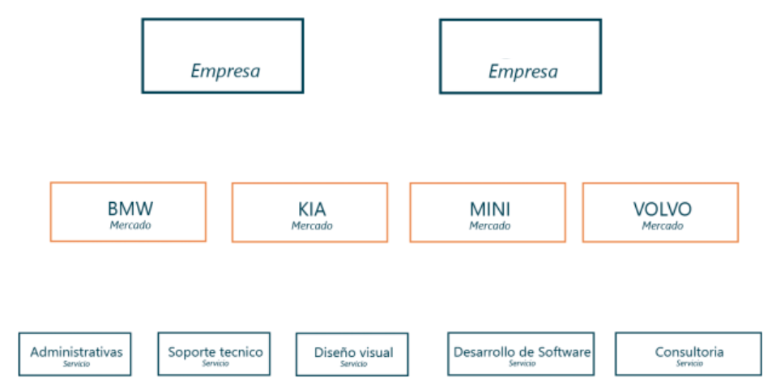 Empresa
Empresa
BMW
Mercado
KIA
Mercado
MINI
Mercado
VOLVO
Mercado
Administrativas
Servicio
Soporte tecnico
Servicio
Diseño visual
Servicio
Desarrollo de Software
Servicio
Consultoria
Servicio